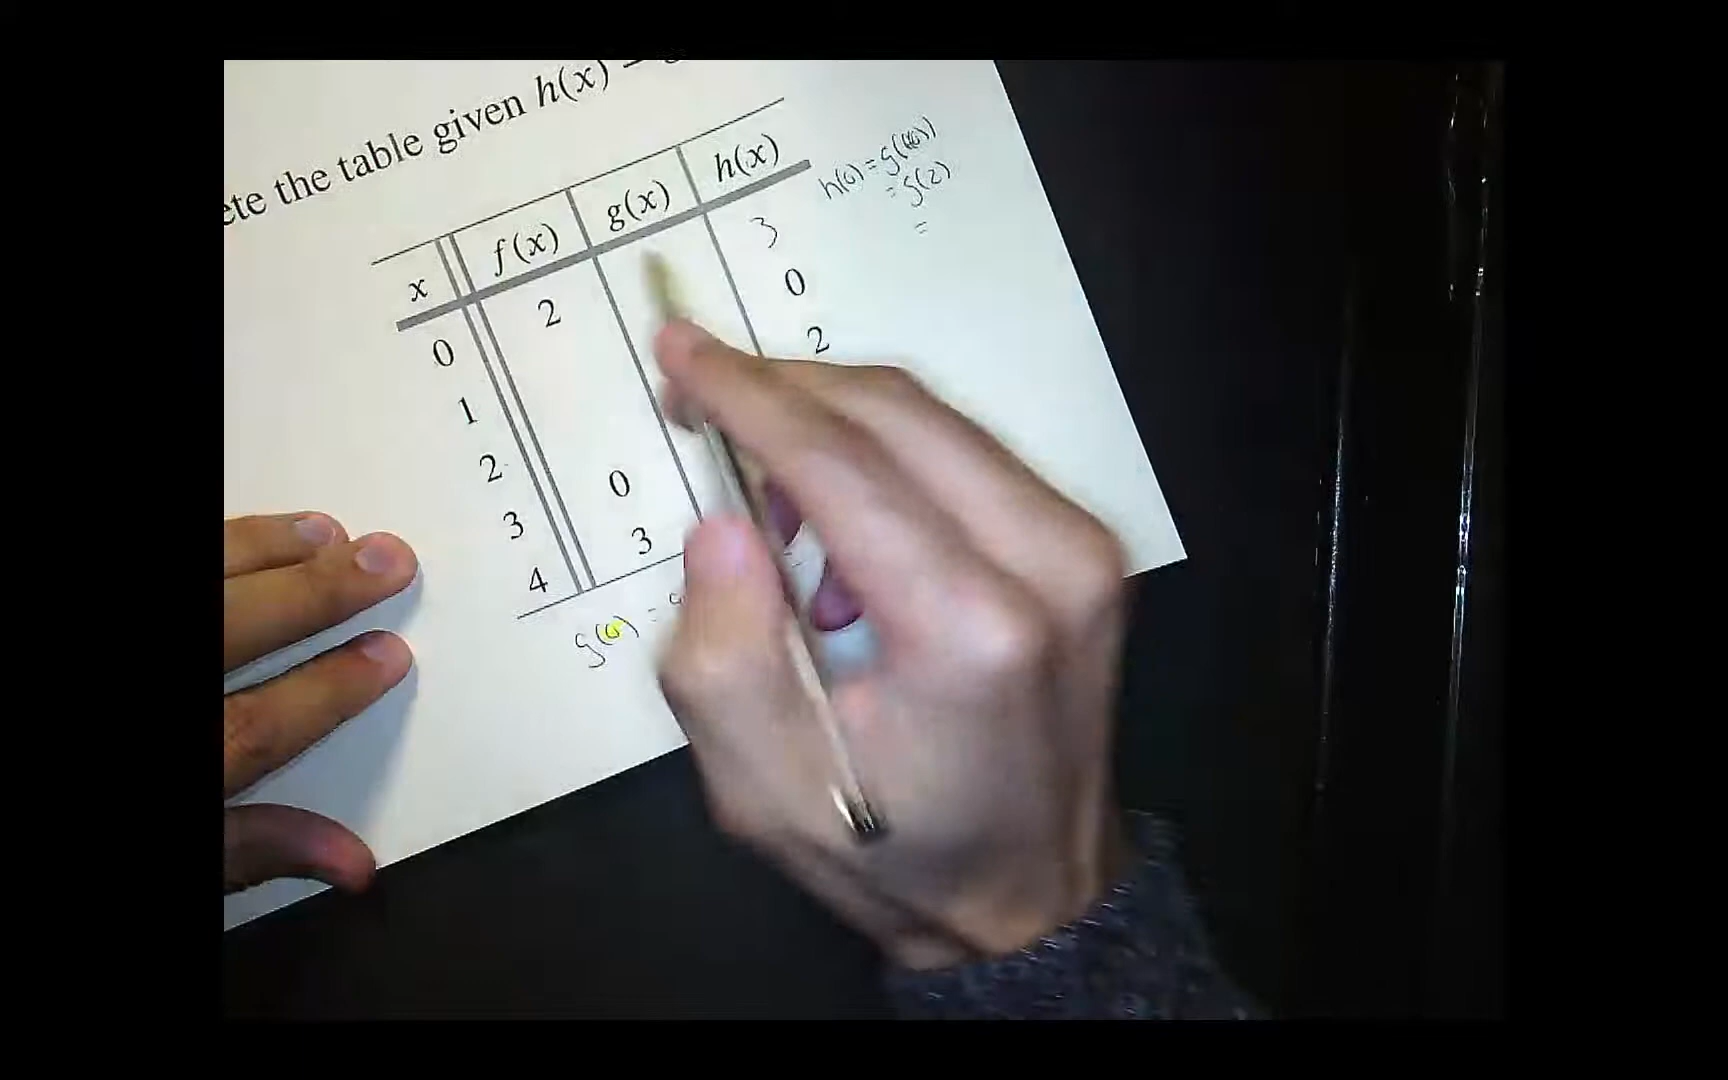 ete the table given h(x)
x f(x) g(x) h(x)
0 2 3
1 0
2 2
3 0
4 3
h(0) = g(f(0))
= g(2)
=
g(0) =